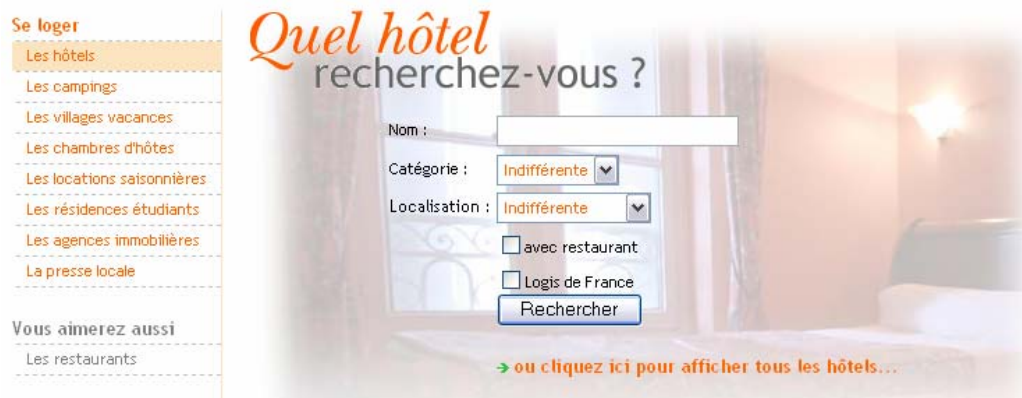 Se loger
Les hôtels
Les campings
Les villages vacances
Les chambres d'hôtes
Les locations saisonnières
Les résidences étudiants
Les agences immobilières
La presse locale
Vous aimerez aussi
Les restaurants
Quel hôtel
recherchez-vous ?
Nom :
Catégorie : Indifférente
Localisation : Indifférente
avec restaurant
Logis de France
Rechercher
ou cliquez ici pour afficher tous les hôtels...